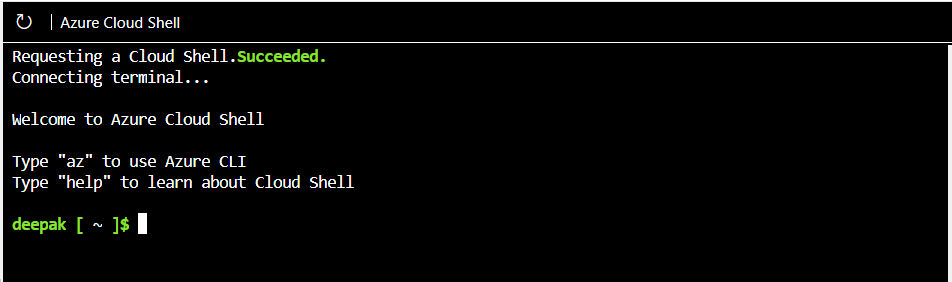 Azure Cloud Shell
Requesting a Cloud Shell.Succeeded.
Connecting terminal...
Welcome to Azure Cloud Shell
Type "az" to use Azure CLI
Type "help" to learn about Cloud Shell
deepak [ ~ ]$